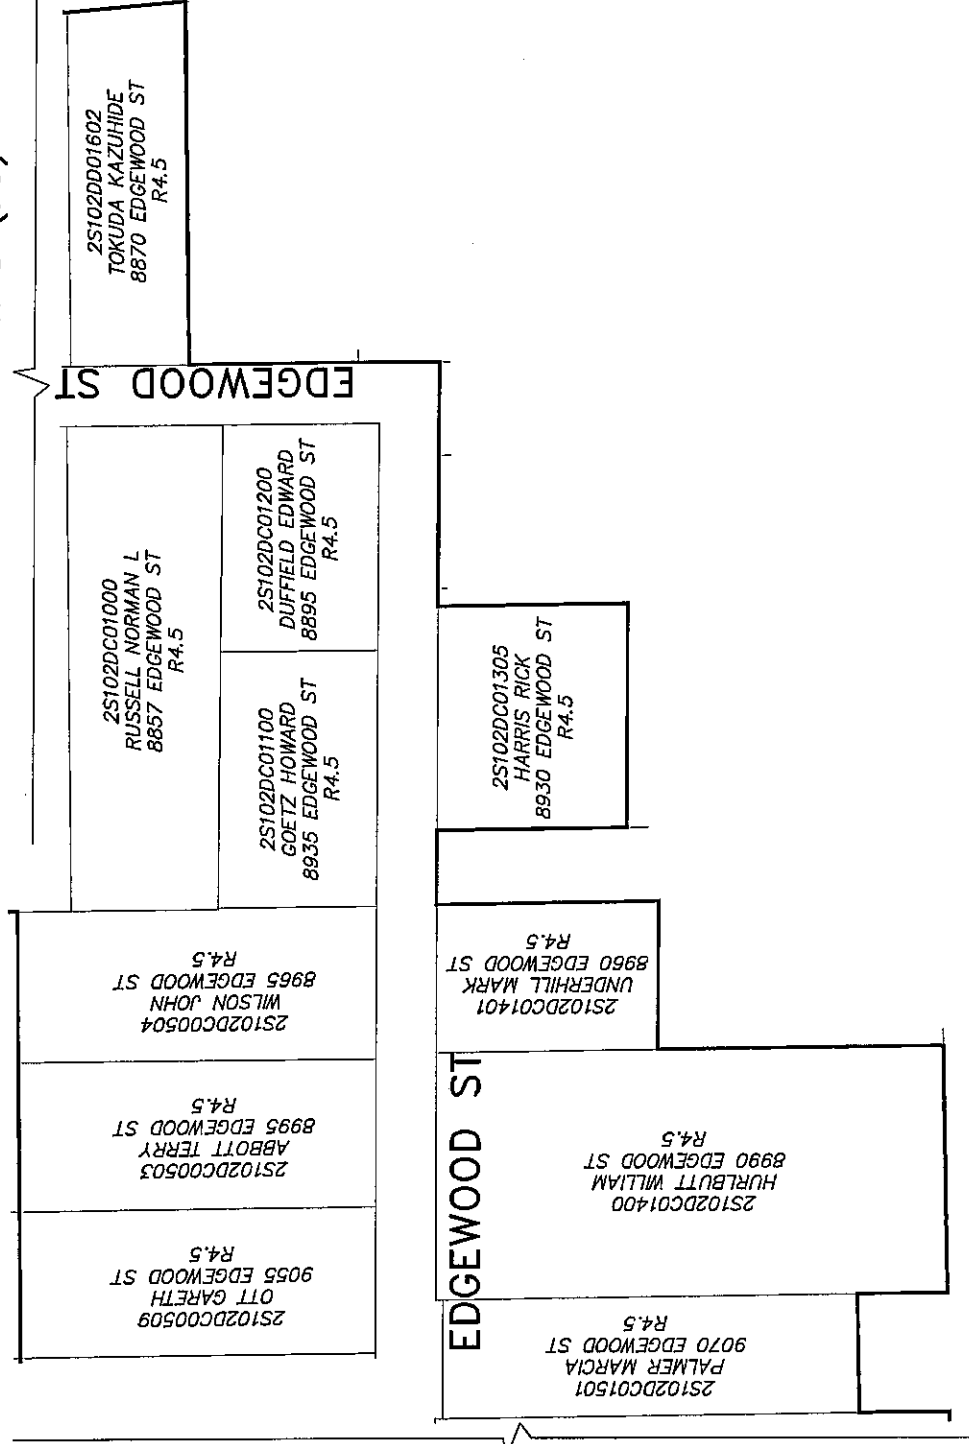 2S102DD01602
TOKUDA KAZUHIDE
8870 EDGEWOOD ST
R4.5
EDGEWOOD ST
2S102DC01000
RUSSELL NORMAN L
8857 EDGEWOOD ST
R4.5
2S102DC01200
DUFFIELD EDWARD
8895 EDGEWOOD ST
R4.5
2S102DC01100
GOETZ HOWARD
8935 EDGEWOOD ST
R4.5
2S102DC01305
HARRIS RICK
8930 EDGEWOOD ST
R4.5
2S102DC00504
WILSON JOHN
8965 EDGEWOOD ST
R4.5
2S102DC01401
UNDERHILL MARK
8960 EDGEWOOD ST
R4.5
2S102DC00503
ABBOTT TERRY
8995 EDGEWOOD ST
R4.5
EDGEWOOD ST
2S102DC01400
HURLBUTT WILLIAM
8990 EDGEWOOD ST
R4.5
2S102DC00509
OTT GARETH
9055 EDGEWOOD ST
R4.5
2S102DC01501
PALMER MARCIA
9070 EDGEWOOD ST
R4.5